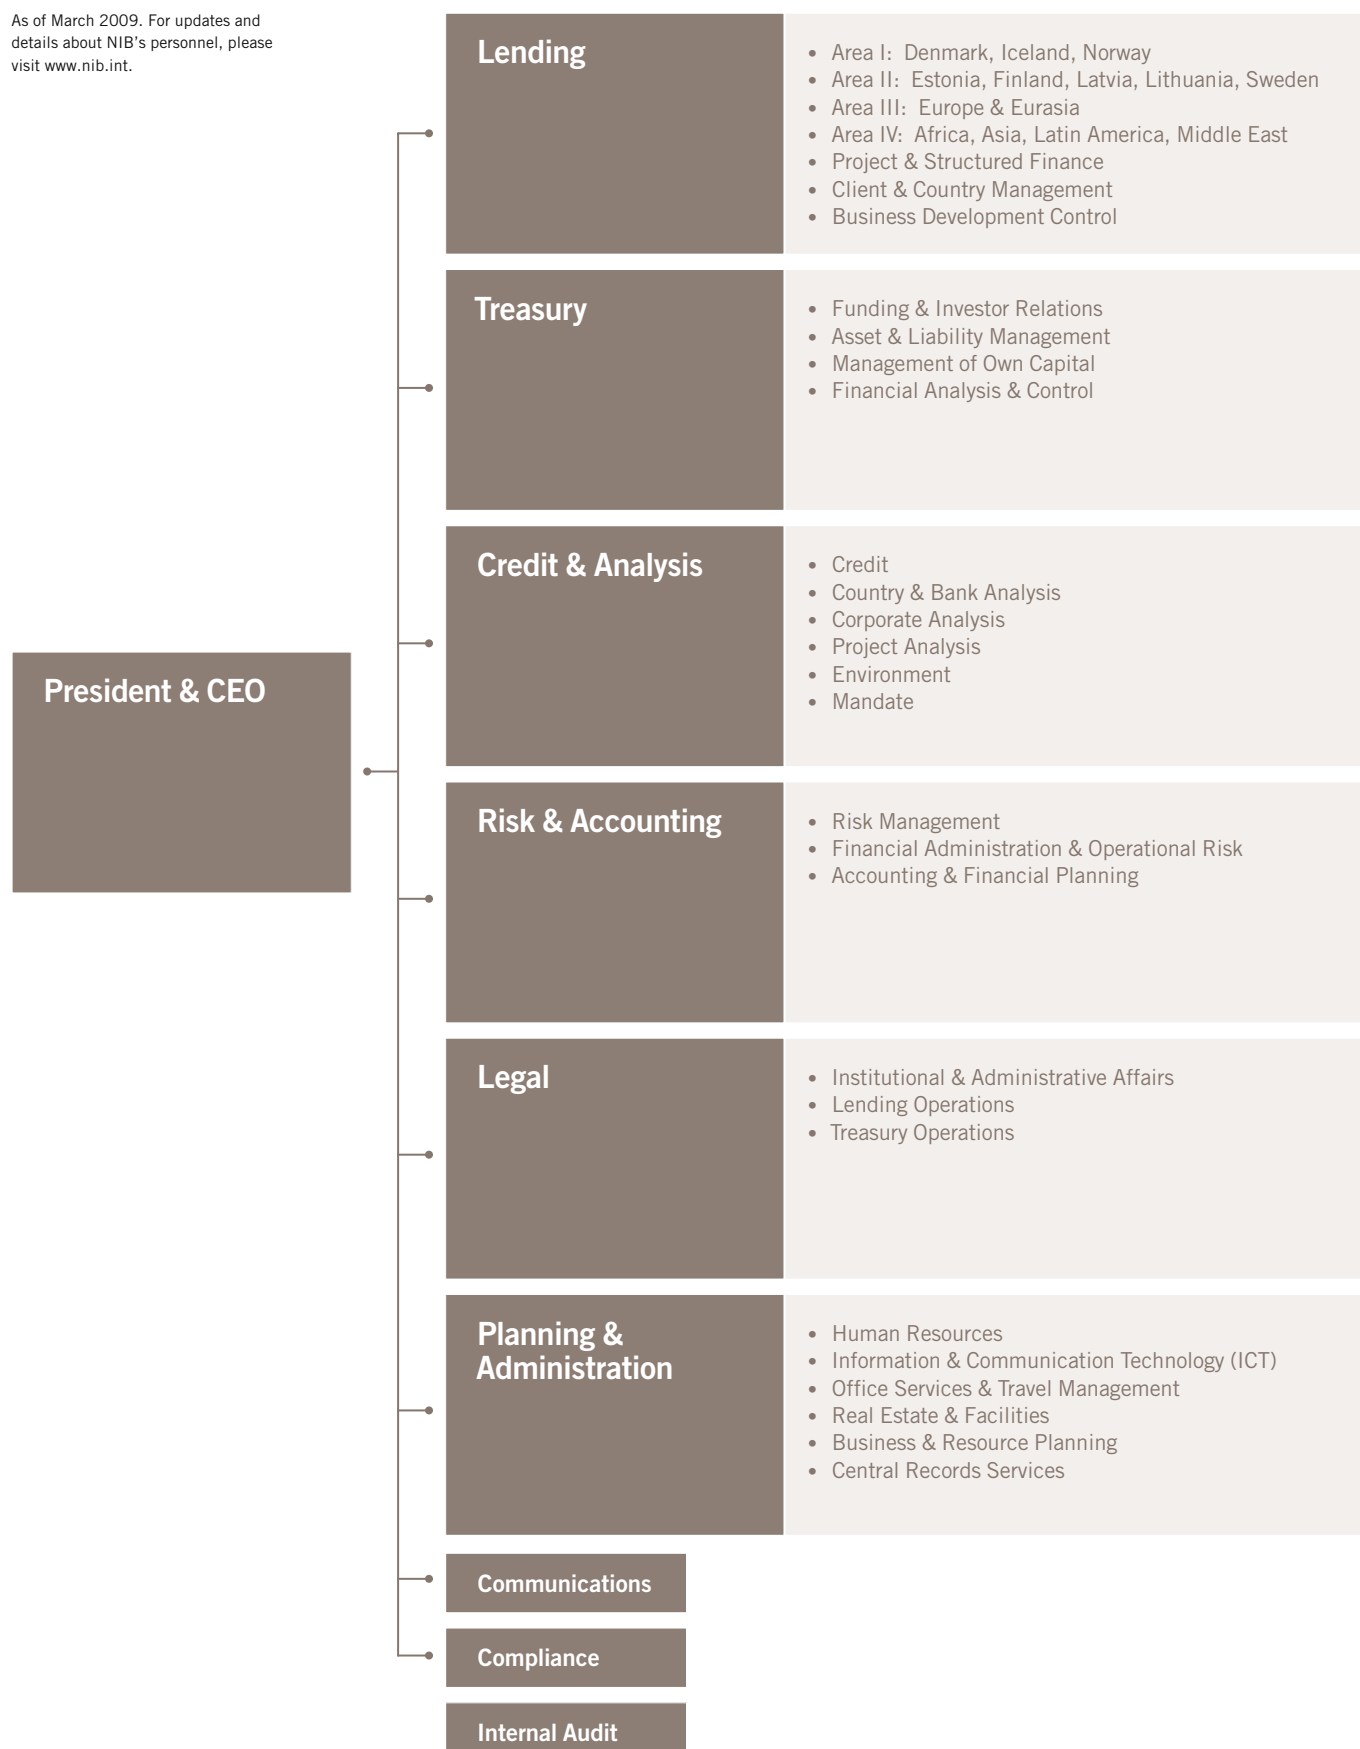 As of March 2009. For updates and
details about NIB's personnel, please
visit www.nib.int.
President & CEO
Lending
• Area I: Denmark, Iceland, Norway
• Area II: Estonia, Finland, Latvia, Lithuania, Sweden
• Area III: Europe & Eurasia
• Area IV: Africa, Asia, Latin America, Middle East
• Project & Structured Finance
• Client & Country Management
• Business Development Control
Treasury
• Funding & Investor Relations
• Asset & Liability Management
• Management of Own Capital
• Financial Analysis & Control
Credit & Analysis
• Credit
• Country & Bank Analysis
• Corporate Analysis
• Project Analysis
• Environment
• Mandate
Risk & Accounting
• Risk Management
• Financial Administration & Operational Risk
• Accounting & Financial Planning
Legal
• Institutional & Administrative Affairs
• Lending Operations
• Treasury Operations
Planning &
Administration
• Human Resources
• Information & Communication Technology (ICT)
• Office Services & Travel Management
• Real Estate & Facilities
• Business & Resource Planning
• Central Records Services
Communications
Compliance
Internal Audit